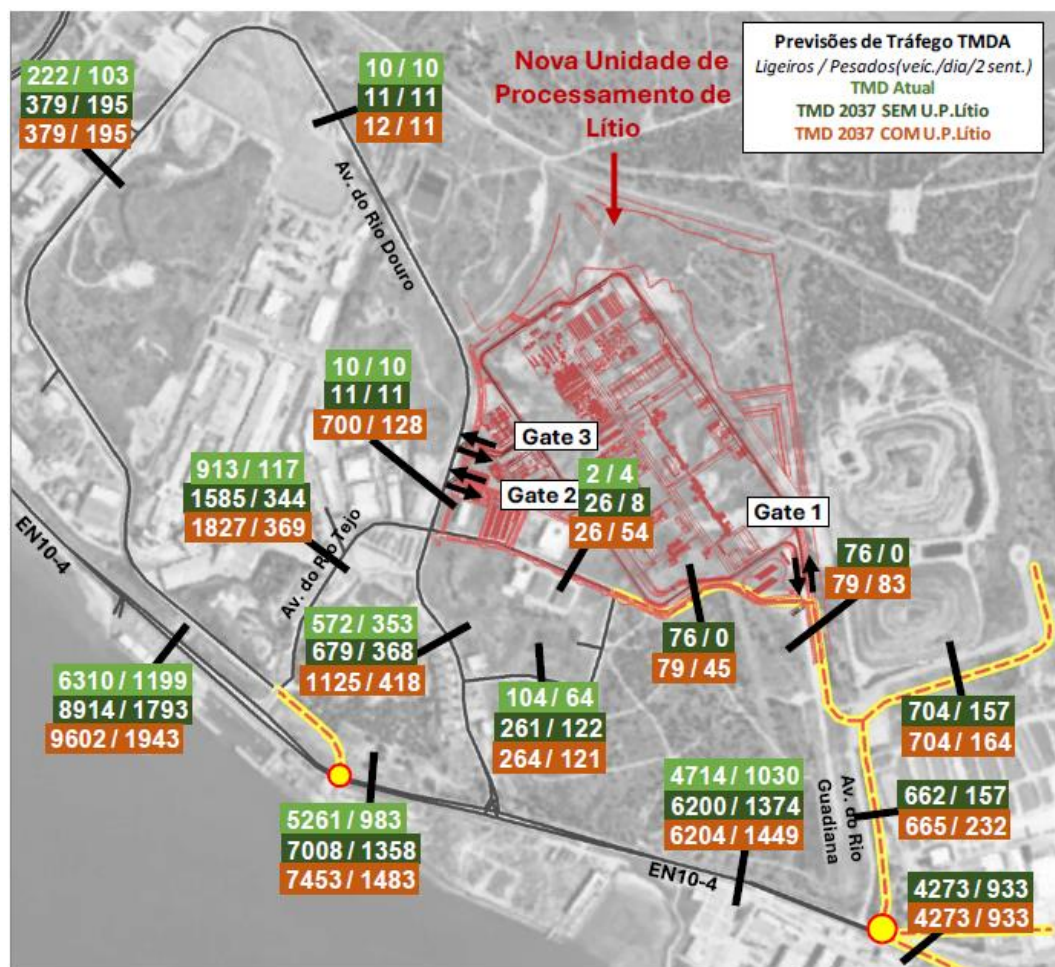 Previsões de Tráfego TMDA
Ligeiros / Pesados(veíc./dia/2 sent.)
TMD Atual
TMD 2037 SEM U.P.Lítio
TMD 2037 COM U.P.Lítio
Nova Unidade de
Processamento de
Lítio
222 / 103
379 / 195
379 / 195
10 / 10
11 / 11
12 / 11
Av. do Rio Douro
10 / 10
11 / 11
700 / 128
Gate 3
Gate 2
2 / 4
26 / 8
26 / 54
Gate 1
913 / 117
1585 / 344
1827 / 369
EN10-4
Av. do Rio Tejo
76 / 0
79 / 83
572 / 353
679 / 368
1125 / 418
76 / 0
79 / 45
6310 / 1199
8914 / 1793
9602 / 1943
104 / 64
261 / 122
264 / 121
704 / 157
704 / 164
4714 / 1030
6200 / 1374
6204 / 1449
Av. do Rio
Guadiana
662 / 157
665 / 232
5261 / 983
7008 / 1358
7453 / 1483
EN10-4
4273 / 933
4273 / 933